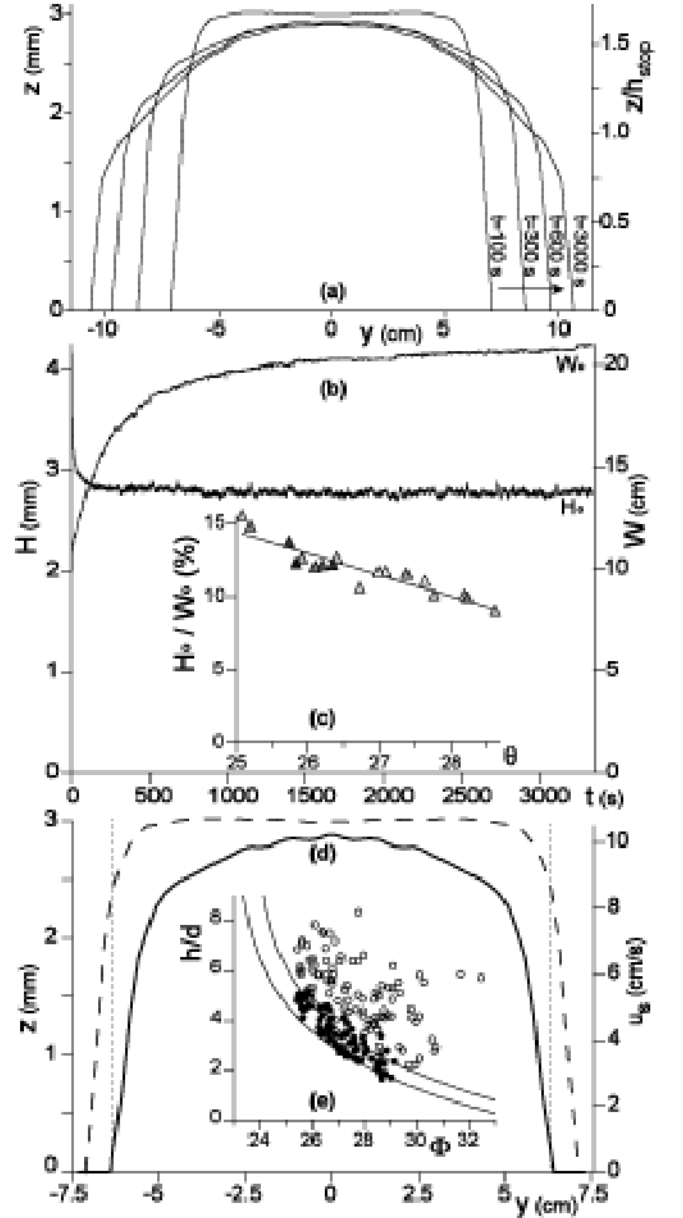 3
2
1
0
z (mm)
1.5
1.0
0.5
0
z/h_stop
t=100 s
t=300 s
t=600 s
t=3000 s
(a)
-10
-5
0
5
10
y (cm)
4
3
2
1
0
H (mm)
20
15
10
5
0
W (cm)
W∞
(b)
H∞
15
10
5
0
H∞ / W∞ (%)
(c)
25
26
27
28
θ
0
500
1000
1500
2000
2500
3000
t (s)
3
2
1
0
z (mm)
10
8
6
4
2
0
u_s (cm/s)
(d)
8
6
4
2
0
h/d
(e)
24
26
28
30
32
Φ
-7.5
-5
-2.5
0
2.5
5
7.5
y (cm)